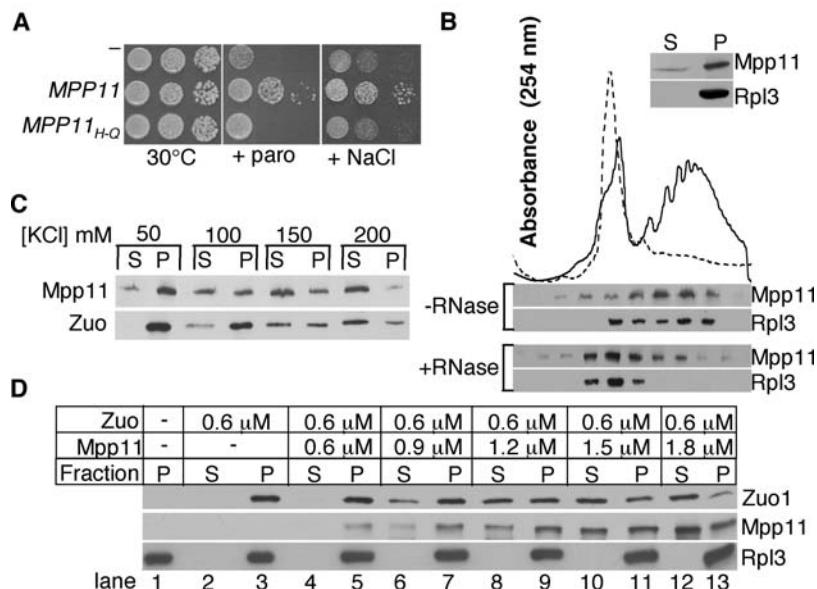 A
–
MPP11
MPP11H-Q
30°C + paro + NaCl
B
Absorbance (254 nm)
S P
Mpp11
Rpl3
-RNase
Mpp11
Rpl3
+RNase
Mpp11
Rpl3
C
[KCl] mM 50 100 150 200
S P S P S P S P
Mpp11
Zuo
D
Zuo - 0.6 µM 0.6 µM 0.6 µM 0.6 µM 0.6 µM 0.6 µM
Mpp11 - - 0.6 µM 0.9 µM 1.2 µM 1.5 µM 1.8 µM
Fraction P S P S P S P S P S P S P
Zuo1
Mpp11
Rpl3
lane 1 2 3 4 5 6 7 8 9 10 11 12 13